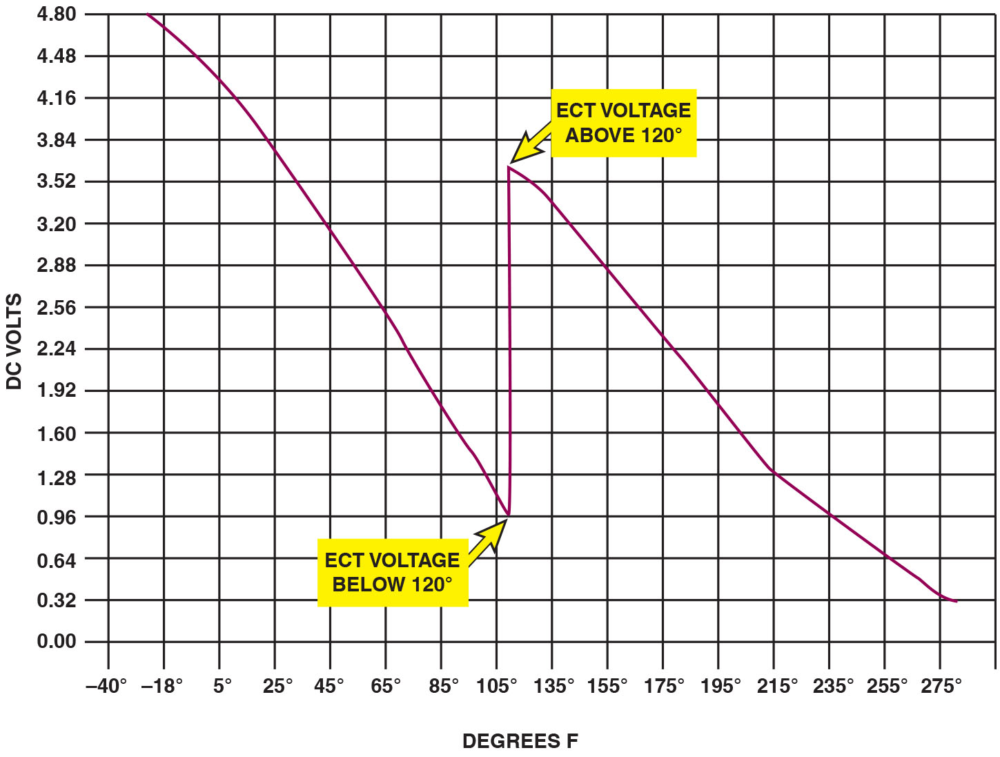 4.80
4.48
4.16
3.84
3.52
3.20
2.88
2.56
2.24
1.92
1.60
1.28
0.96
0.64
0.32
0.00
DC VOLTS
ECT VOLTAGE
ABOVE 120°
ECT VOLTAGE
BELOW 120°
–40° –18° 5° 25° 45° 65° 85° 105° 135° 155° 175° 195° 215° 235° 255° 275°
DEGREES F